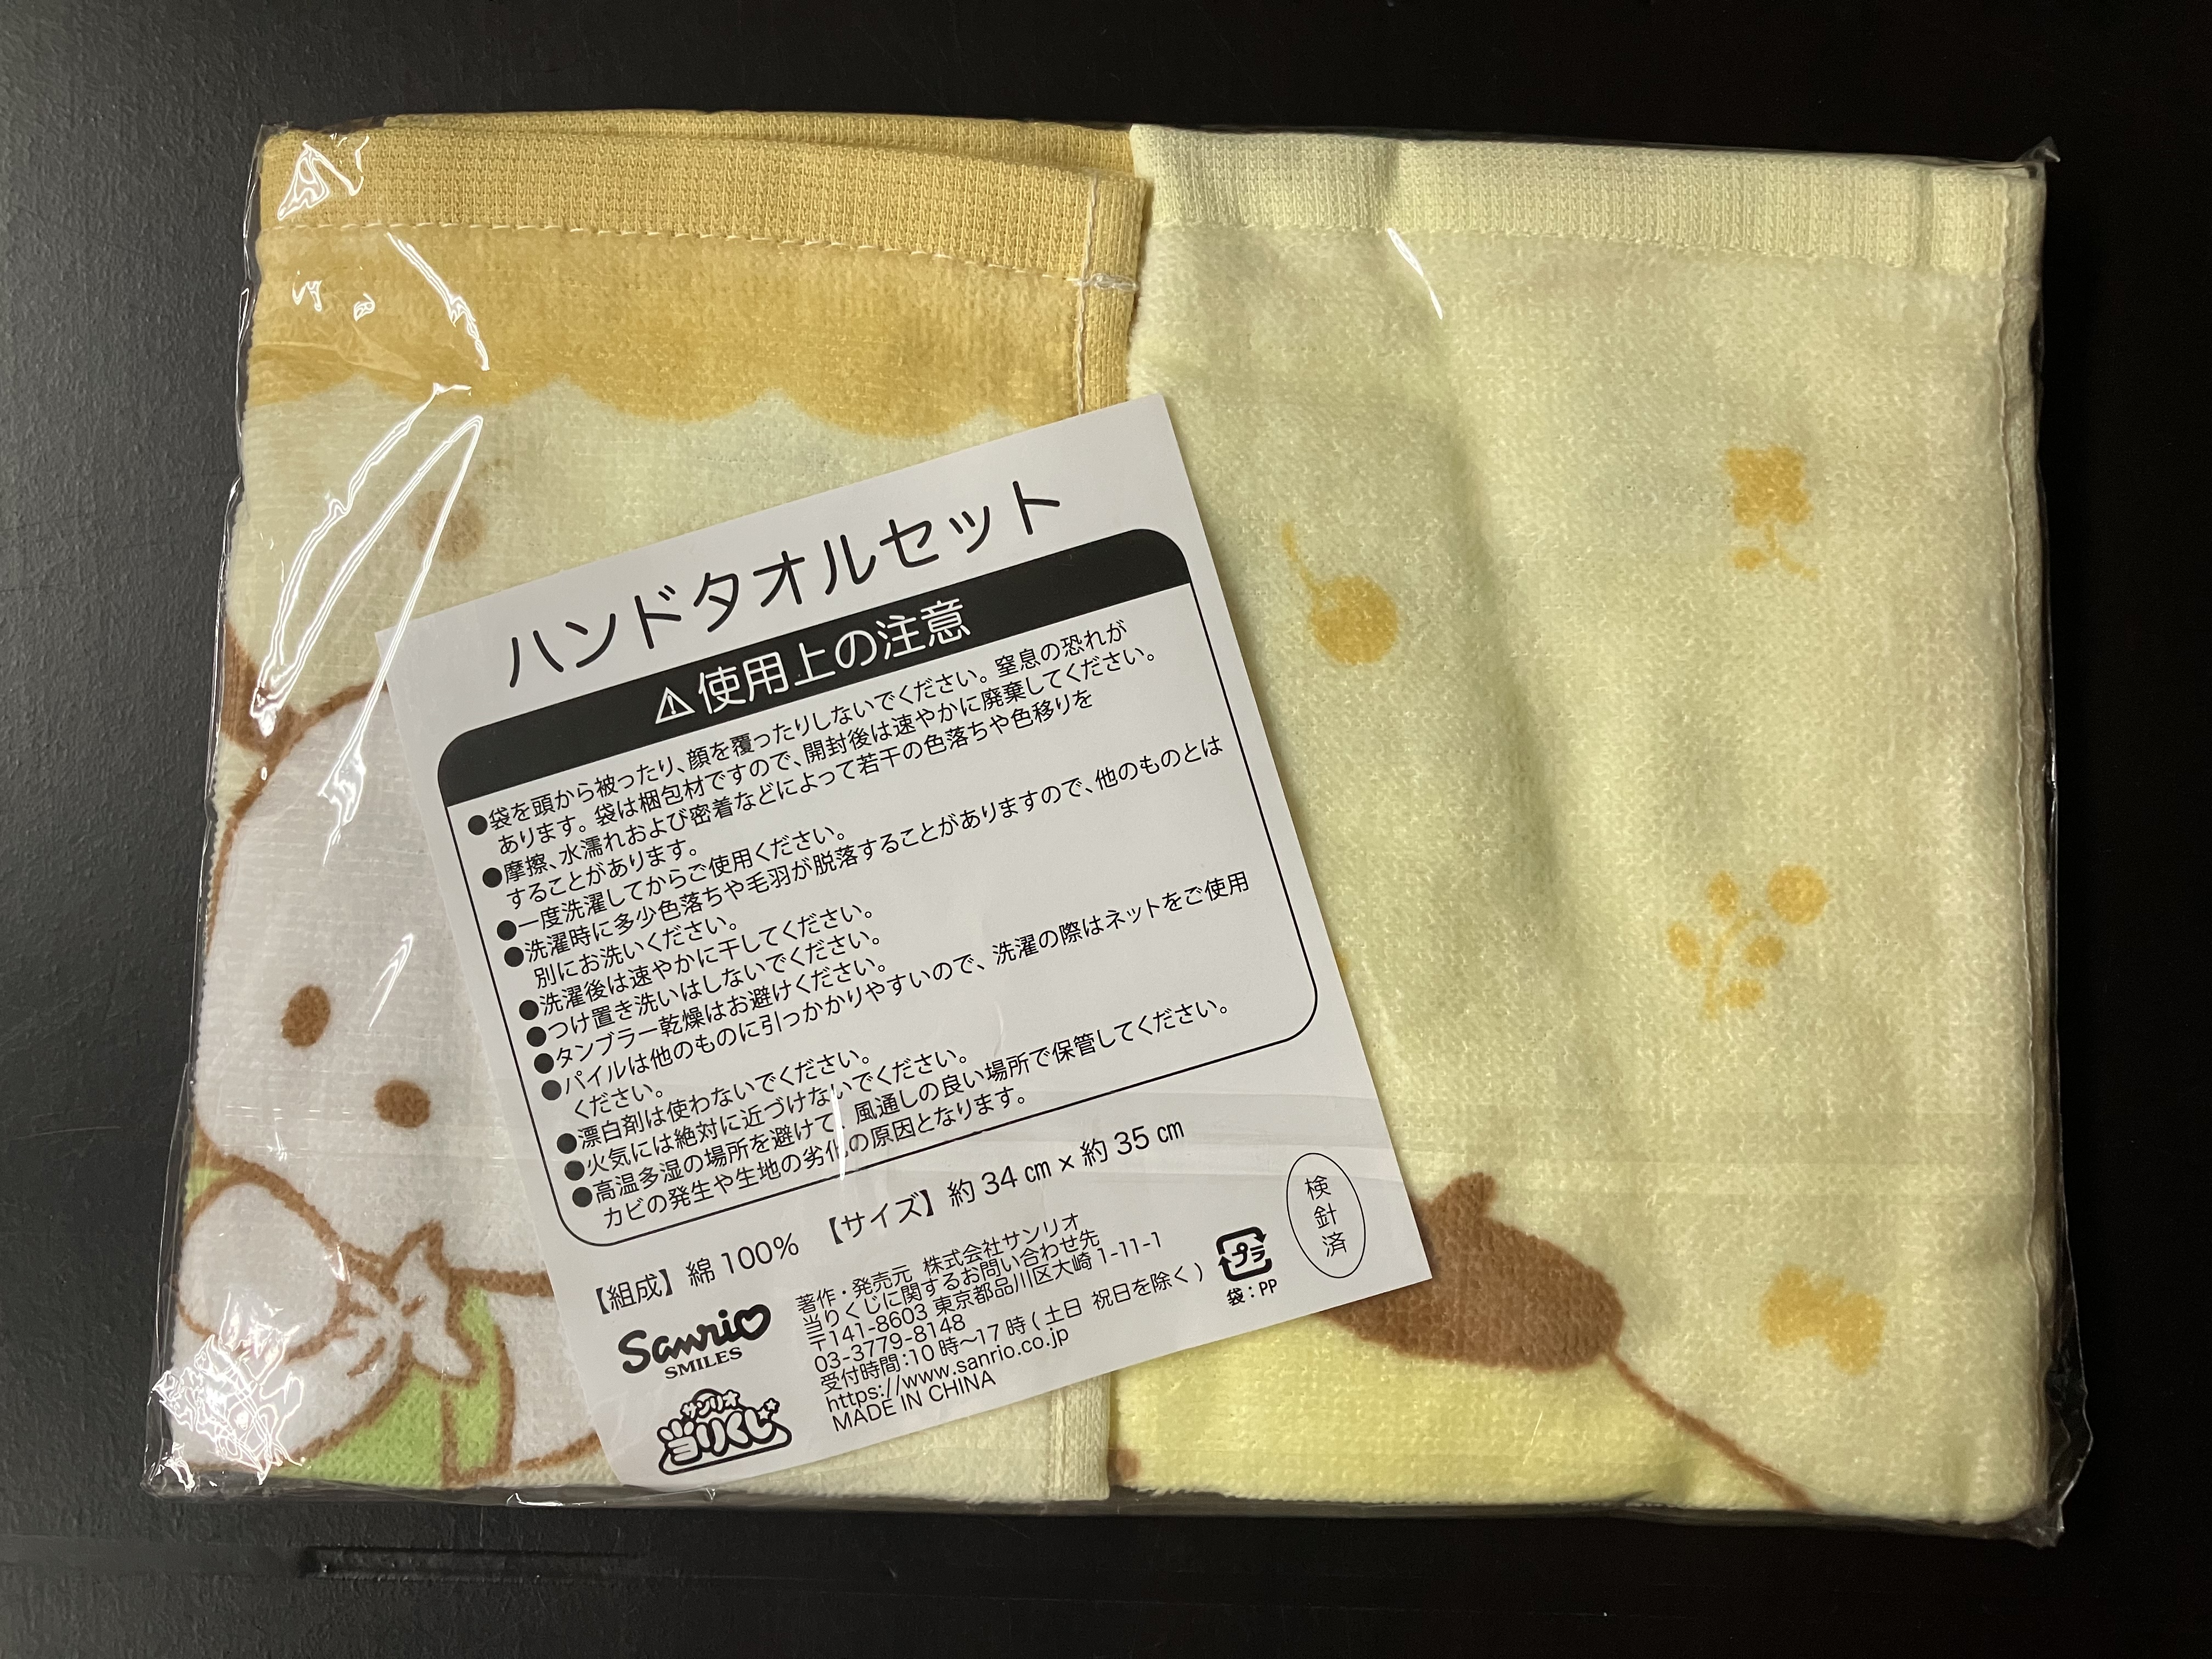 ハンドタオルセット
⚠使用上の注意
●袋を頭から被ったり、顔を覆ったりしないでください。窒息の恐れが
あります。袋は梱包材ですので、開封後は速やかに廃棄してください。
●摩擦、水濡れおよび密着などによって若干の色落ちや色移りを
することがあります。
●一度洗濯してからご使用ください。
●洗濯時に多少色落ちや毛羽が脱落することがありますので、他のものとは
別にお洗いください。
●洗濯後は速やかに干してください。
●つけ置き洗いはしないでください。
●タンブラー乾燥はお避けください。
●パイルは他のものに引っかかりやすいので、洗濯の際はネットをご使用
ください。
●漂白剤は使わないでください。
●火気には絶対に近づけないでください。
●高温多湿の場所を避けて、風通しの良い場所で保管してください。
カビの発生や生地の劣化の原因となります。
【組成】綿 100% 【サイズ】約 34 ㎝ × 約 35 ㎝
Sanrio
SMILES
サンリオ
当りくじ
著作・発売元 株式会社サンリオ
当りくじに関するお問い合わせ先
〒141-8603 東京都品川区大崎 1-11-1
03-3779-8148
受付時間:10 時〜17 時 ( 土日 祝日を除く )
https://www.sanrio.co.jp
MADE IN CHINA
プラ
袋：PP
検針済